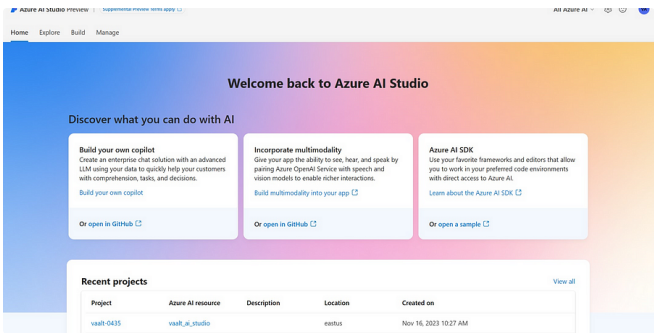 Azure AI Studio Preview | Supplemental Preview Terms apply
All Azure AI
Home Explore Build Manage
Welcome back to Azure AI Studio
Discover what you can do with AI
Build your own copilot
Create an enterprise chat solution with an advanced
LLM using your data to quickly help your customers
with comprehension, tasks, and decisions.
Build your own copilot
Or open in GitHub
Incorporate multimodality
Give your app the ability to see, hear, and speak by
pairing Azure OpenAI Service with speech and
vision models to enable richer interactions.
Build multimodality into your app
Or open in GitHub
Azure AI SDK
Use your favorite frameworks and editors that allow
you to work in your preferred code environments
with direct access to Azure AI.
Learn about the Azure AI SDK
Or open a sample
Recent projects View all
Project Azure AI resource Description Location Created on
vaalt-0435 vaalt_ai_studio eastus Nov 16, 2023 10:27 AM